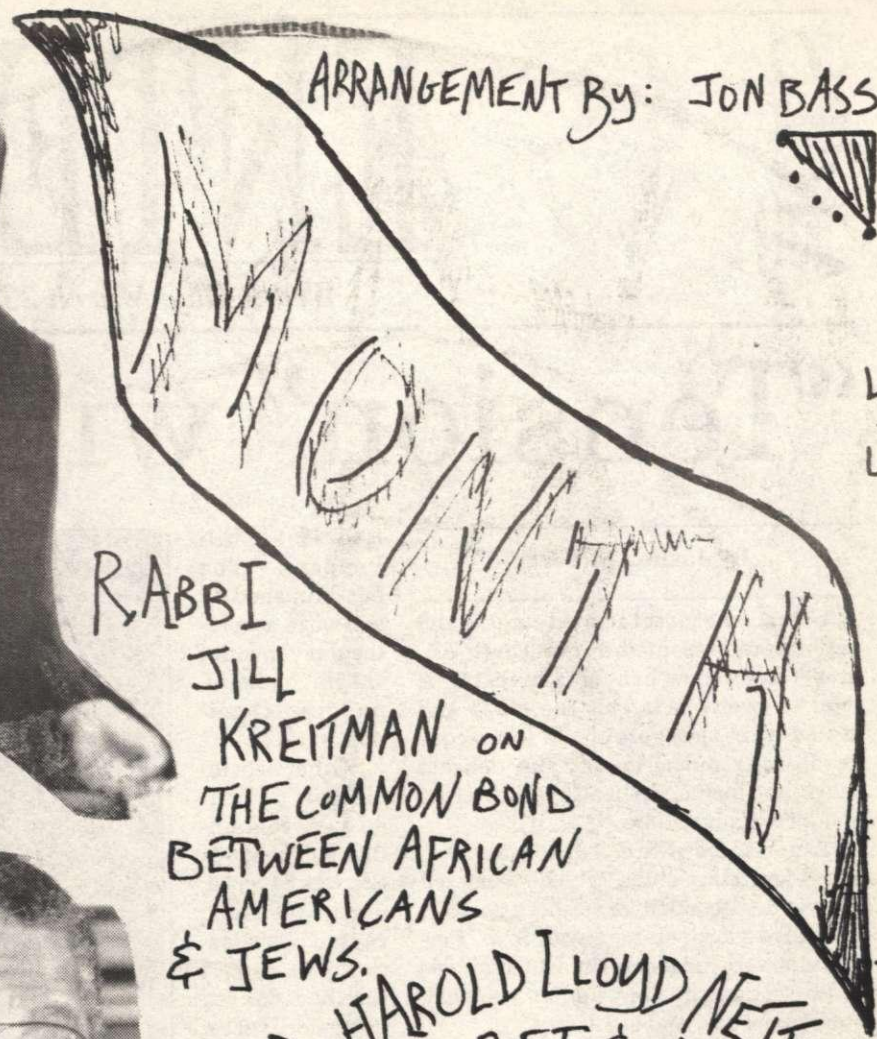 ARRANGEMENT By: JON BASS
MONTH
RABBI
JILL
KREITMAN ON
THE COMMON BOND
BETWEEN AFRICAN
AMERICANS
& JEWS.
HAROLD LLOYD